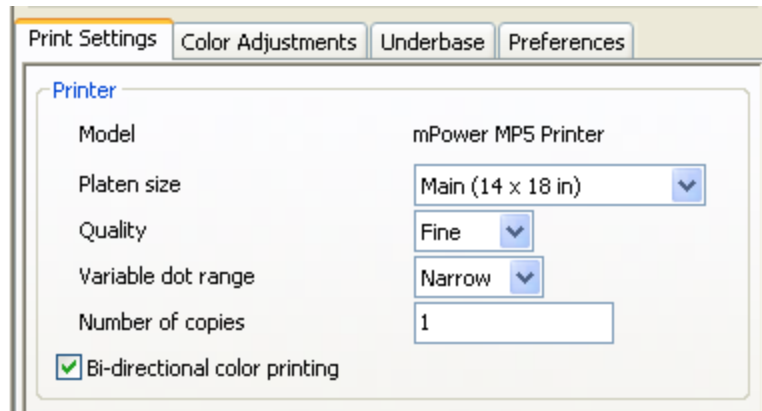 Print Settings Color Adjustments Underbase Preferences
Printer
Model mPower MP5 Printer
Platen size Main (14 x 18 in)
Quality Fine
Variable dot range Narrow
Number of copies 1
Bi-directional color printing